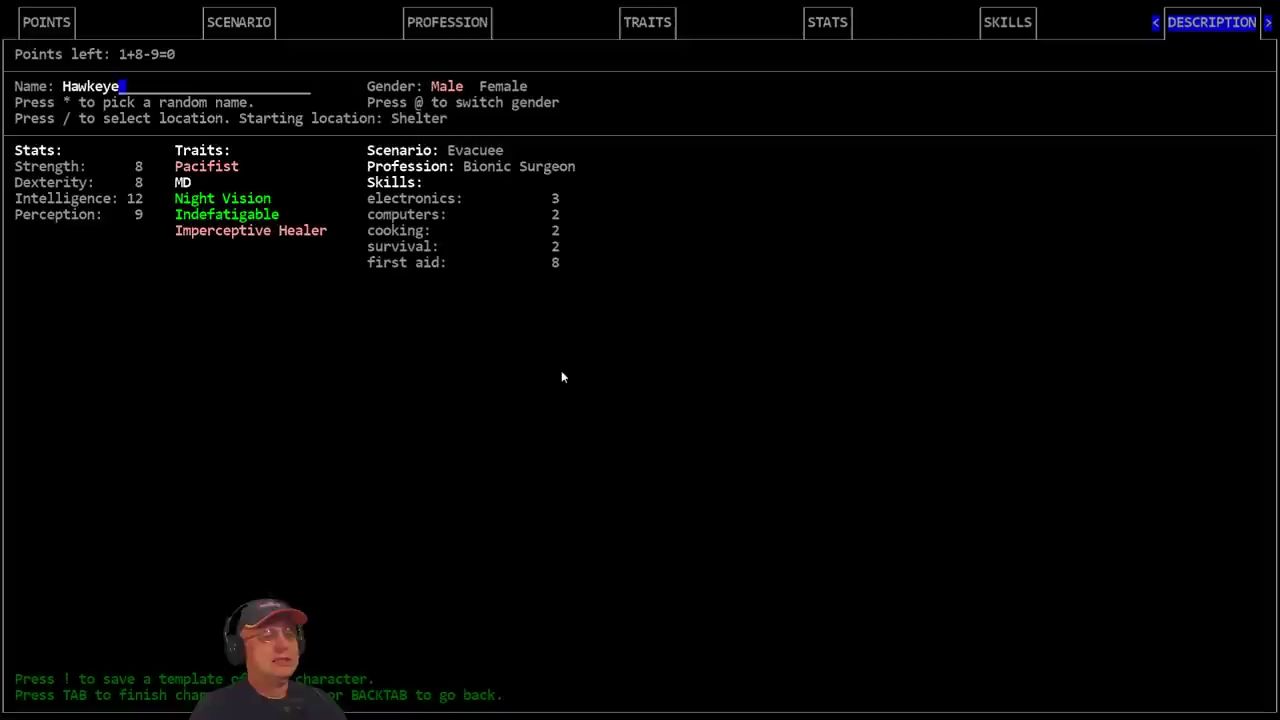 POINTS SCENARIO PROFESSION TRAITS STATS SKILLS < DESCRIPTION >
Points left: 1+8-9=0
Name: Hawkeye Gender: Male Female
Press * to pick a random name. Press @ to switch gender
Press / to select location. Starting location: Shelter
Stats: Traits: Scenario: Evacuee
Strength: 8 Pacifist Profession: Bionic Surgeon
Dexterity: 8 MD Skills:
Intelligence: 12 Night Vision electronics: 3
Perception: 9 Indefatigable computers: 2
Imperceptive Healer cooking: 2
survival: 2
first aid: 8
Press ! to save a template of character.
Press TAB to finish or BACKTAB to go back.